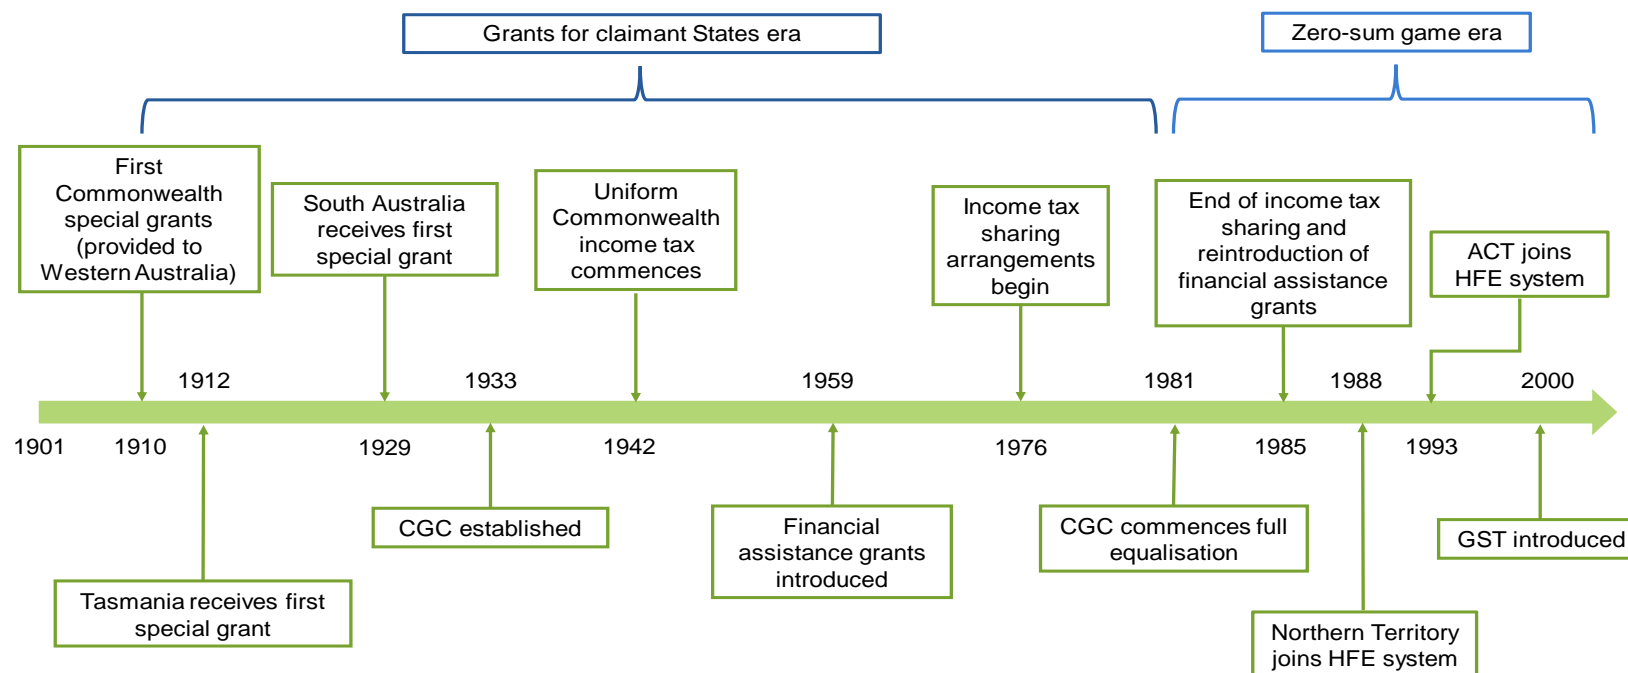 Grants for claimant States era
Zero-sum game era
First
Commonwealth
special grants
(provided to
Western Australia)
South Australia
receives first
special grant
Uniform
Commonwealth
income tax
commences
Income tax
sharing
arrangements
begin
End of income tax
sharing and
reintroduction of
financial assistance
grants
ACT joins
HFE system
1912
1933
1959
1981
1988
2000
1901
1910
1929
1942
1976
1985
1993
Tasmania receives first
special grant
CGC established
Financial
assistance grants
introduced
CGC commences full
equalisation
Northern Territory
joins HFE system
GST introduced